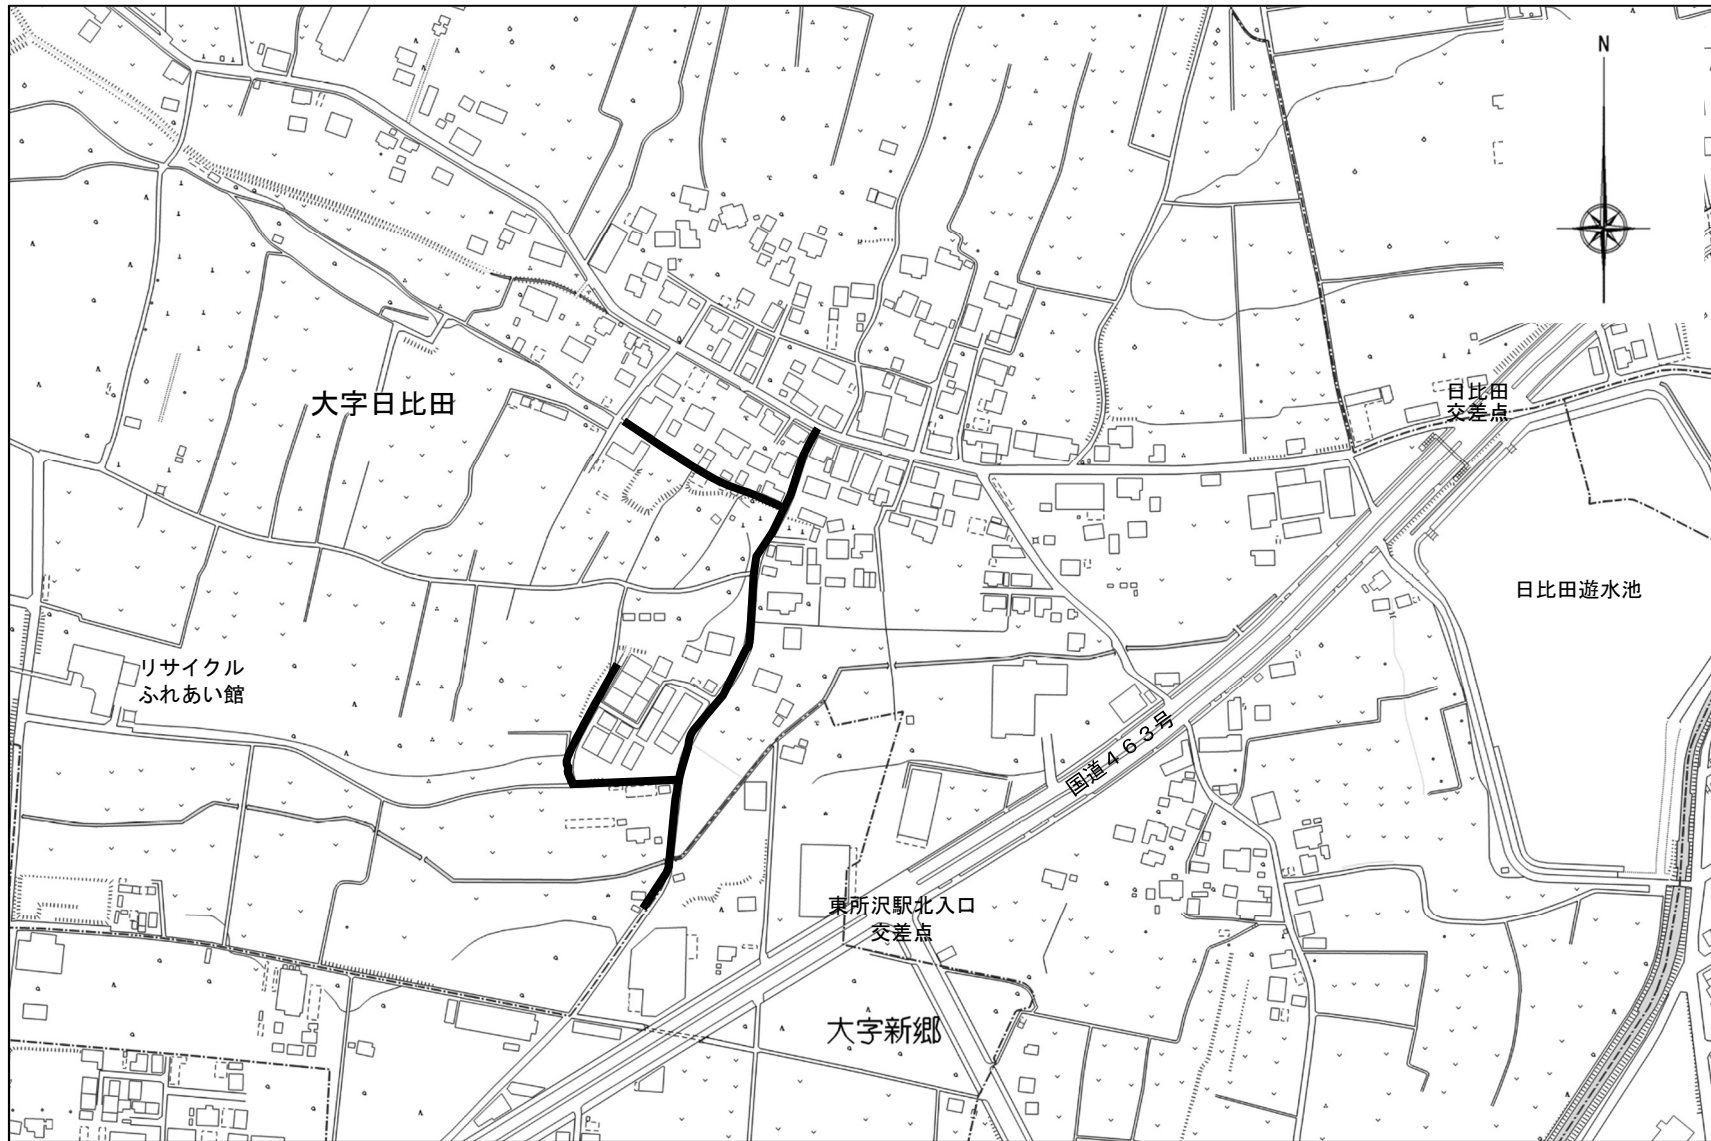 N
大字日比田
日比田
交差点
日比田遊水池
リサイクル
ふれあい館
国道４６３号
東所沢駅北入口
交差点
大字新郷